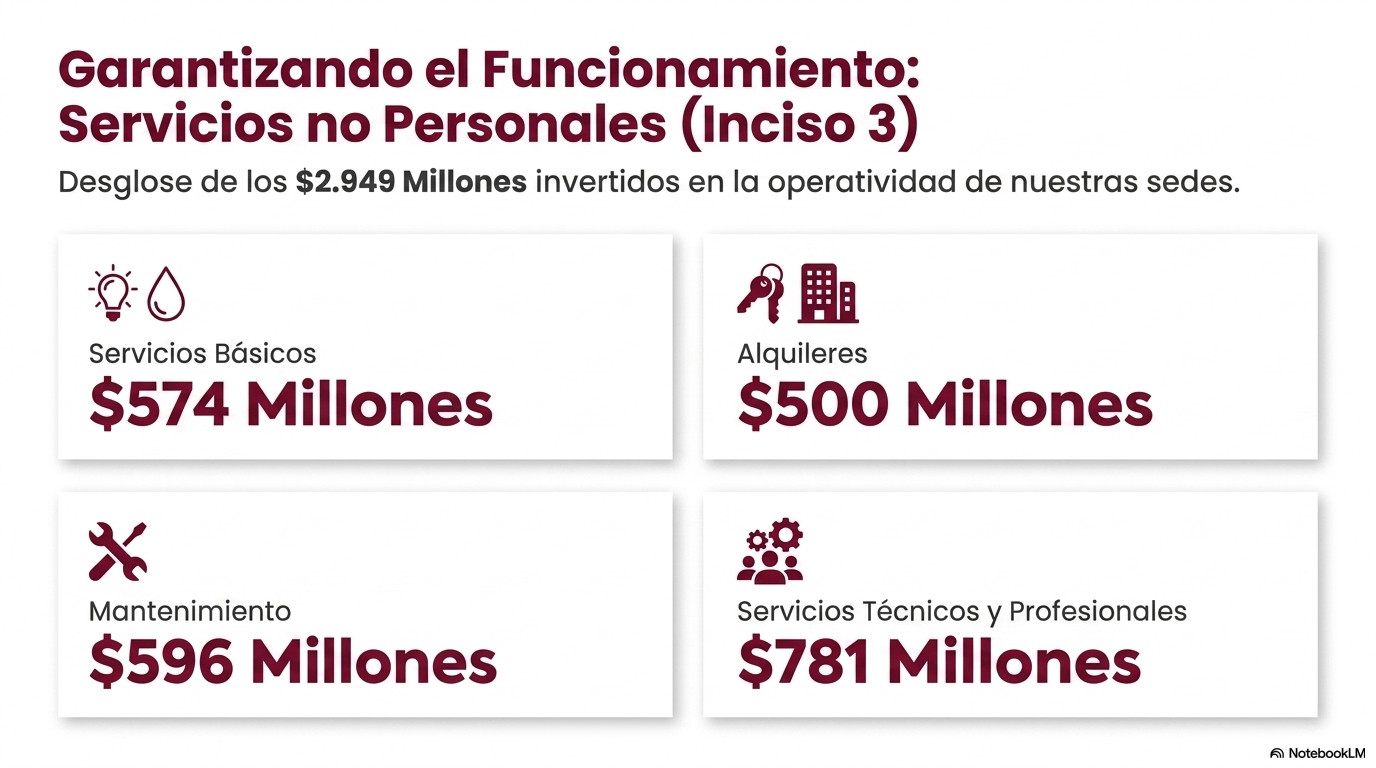 Garantizando el Funcionamiento:
Servicios no Personales (Inciso 3)
Desglose de los $2.949 Millones invertidos en la operatividad de nuestras sedes.
Servicios Básicos
$574 Millones
Alquileres
$500 Millones
Mantenimiento
$596 Millones
Servicios Técnicos y Profesionales
$781 Millones
NotebookLM